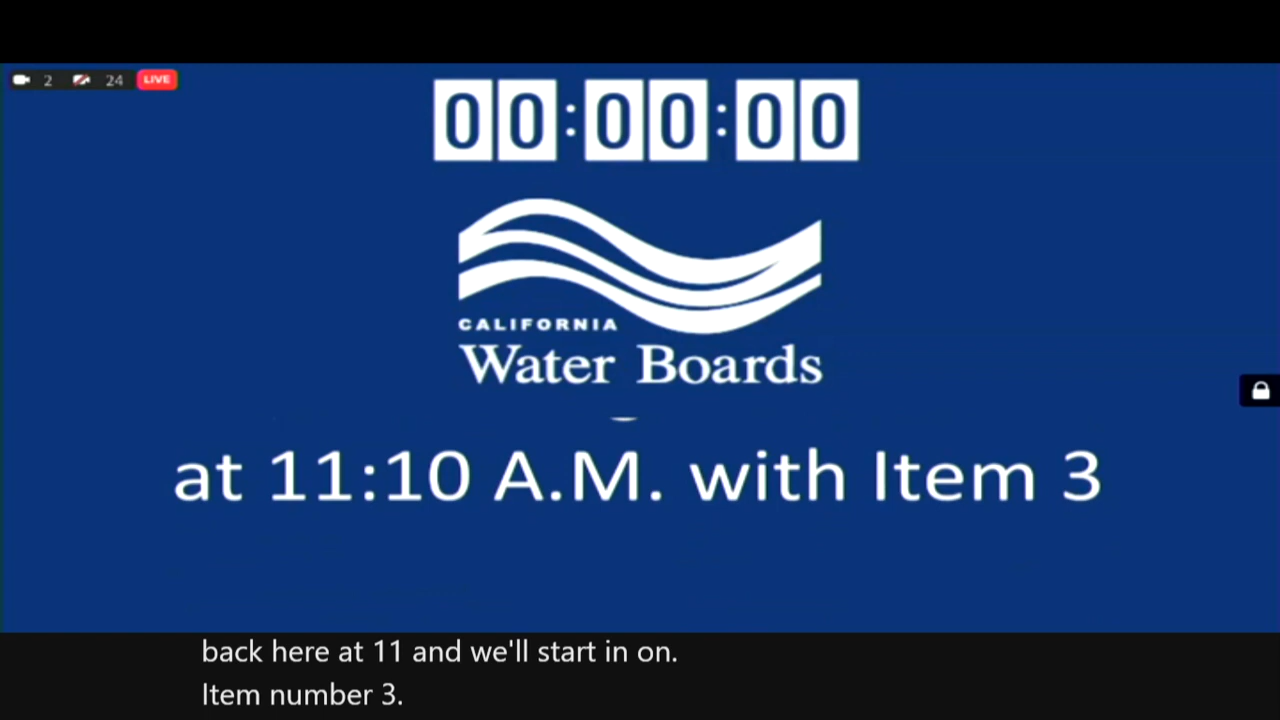 2 24 LIVE
00:00:00
CALIFORNIA
Water Boards
at 11:10 A.M. with Item 3
back here at 11 and we'll start in on.
Item number 3.